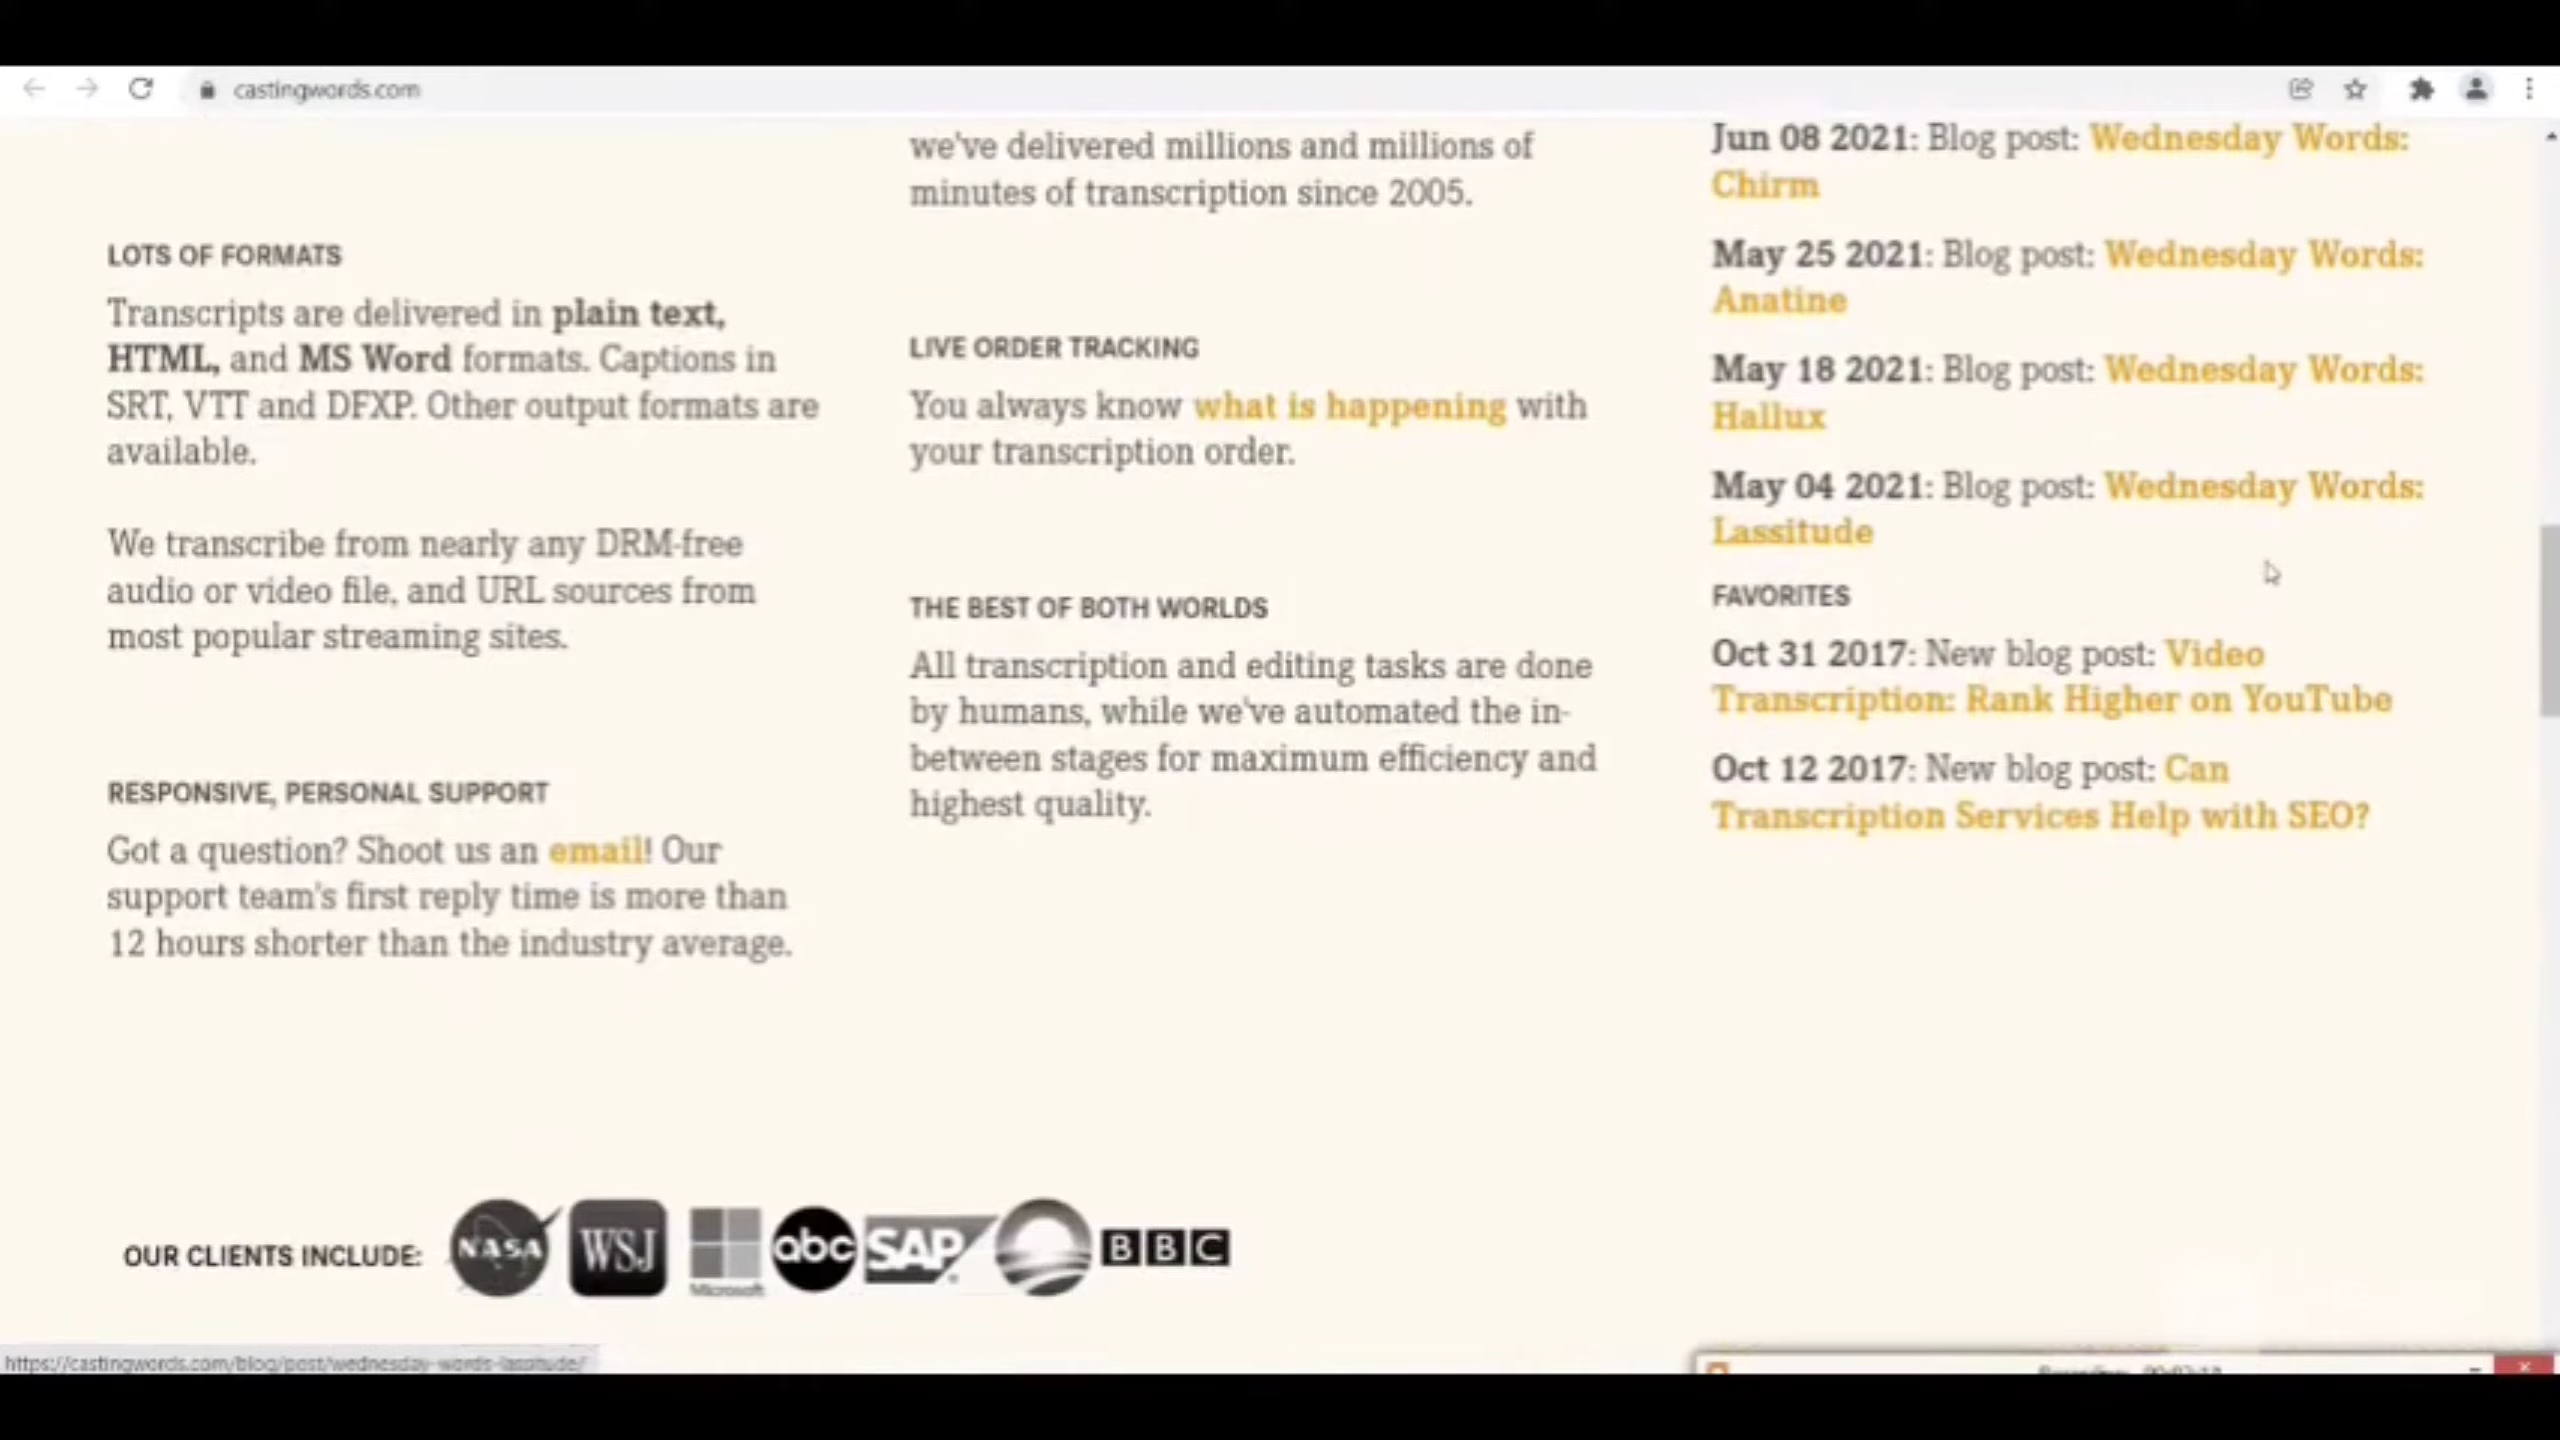 castingwords.com
LOTS OF FORMATS
Transcripts are delivered in plain text,
HTML, and MS Word formats. Captions in
SRT, VTT and DFXP. Other output formats are
available.
We transcribe from nearly any DRM-free
audio or video file, and URL sources from
most popular streaming sites.
RESPONSIVE, PERSONAL SUPPORT
Got a question? Shoot us an email! Our
support team's first reply time is more than
12 hours shorter than the industry average.
we've delivered millions and millions of
minutes of transcription since 2005.
LIVE ORDER TRACKING
You always know what is happening with
your transcription order.
THE BEST OF BOTH WORLDS
All transcription and editing tasks are done
by humans, while we've automated the in-
between stages for maximum efficiency and
highest quality.
Jun 08 2021: Blog post: Wednesday Words:
Chirm
May 25 2021: Blog post: Wednesday Words:
Anatine
May 18 2021: Blog post: Wednesday Words:
Hallux
May 04 2021: Blog post: Wednesday Words:
Lassitude
FAVORITES
Oct 31 2017: New blog post: Video
Transcription: Rank Higher on YouTube
Oct 12 2017: New blog post: Can
Transcription Services Help with SEO?
OUR CLIENTS INCLUDE: NASA WSJ Microsoft abc SAP BBC
https://castingwords.com/blog/post/wednesday-words-lassitude/